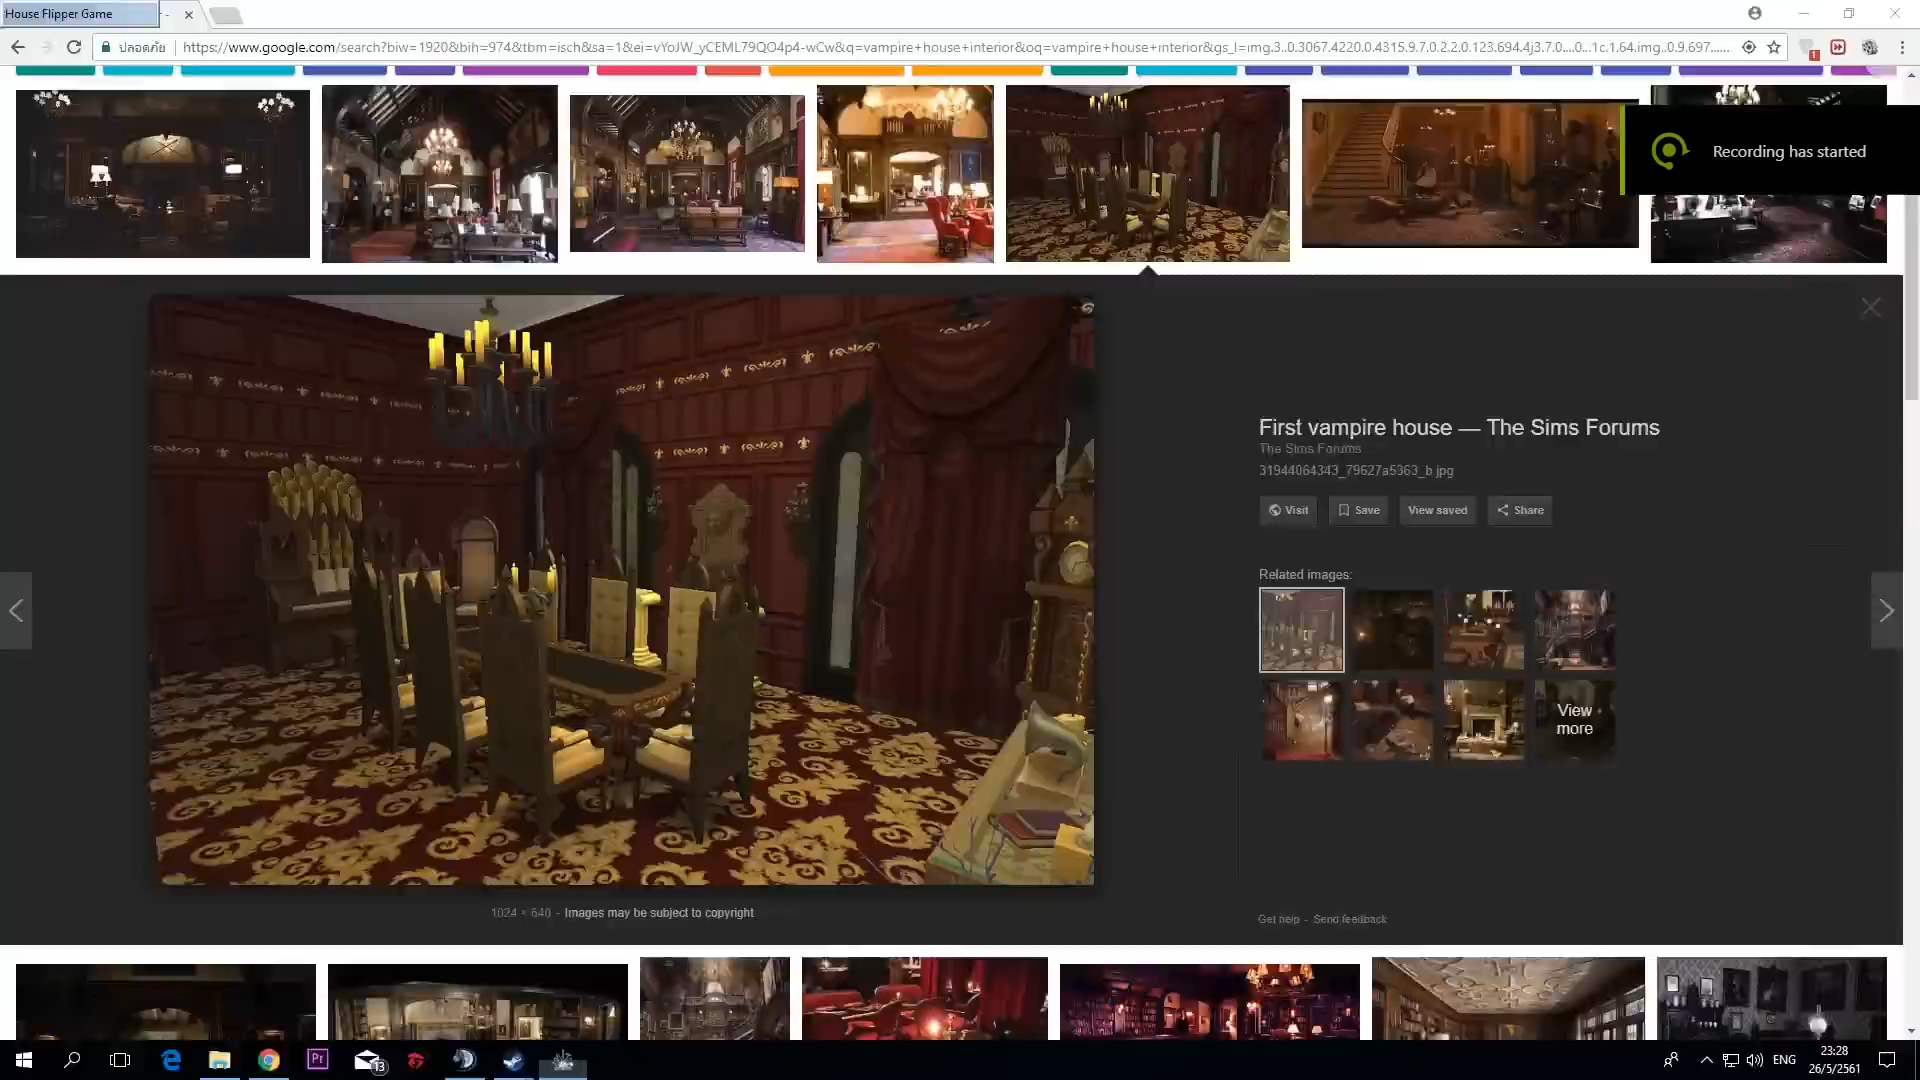 House Flipper Game
ปลอดภัย
https://www.google.com/search?biw=1920&bih=974&tbm=isch&sa=1&ei=vYoJW_yCEML79QO4p4-wCw&q=vampire+house+interior&oq=vampire+house+interior&gs_l=img.3..0.3067.4220.0.4315.9.7.0.2.2.0.123.694.4j3.7.0....0...1c.1.64.img..0.9.697......
1
Recording has started
First vampire house — The Sims Forums
The Sims Forums
31944064343_79627a5363_b.jpg
Visit
Save
View saved
Share
Related images:
View
more
1024 × 640 - Images may be subject to copyright
Get help - Send feedback
Pr
13
ENG
23:28
26/5/2561